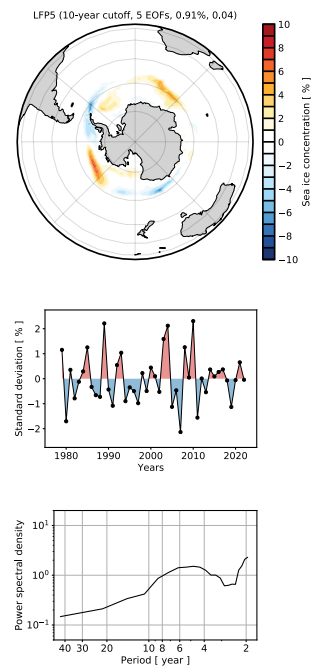 LFP5 (10-year cutoff, 5 EOFs, 0.91%, 0.04)
10
8
6
4
2
0
−2
−4
−6
−8
−10
Sea ice concentration [ % ]
2
1
0
−1
−2
Standard deviation [ % ]
1980 1990 2000 2010 2020
Years
10¹
10⁰
10⁻¹
Power spectral density
40 30 20 10 8 6 4 2
Period [ year ]